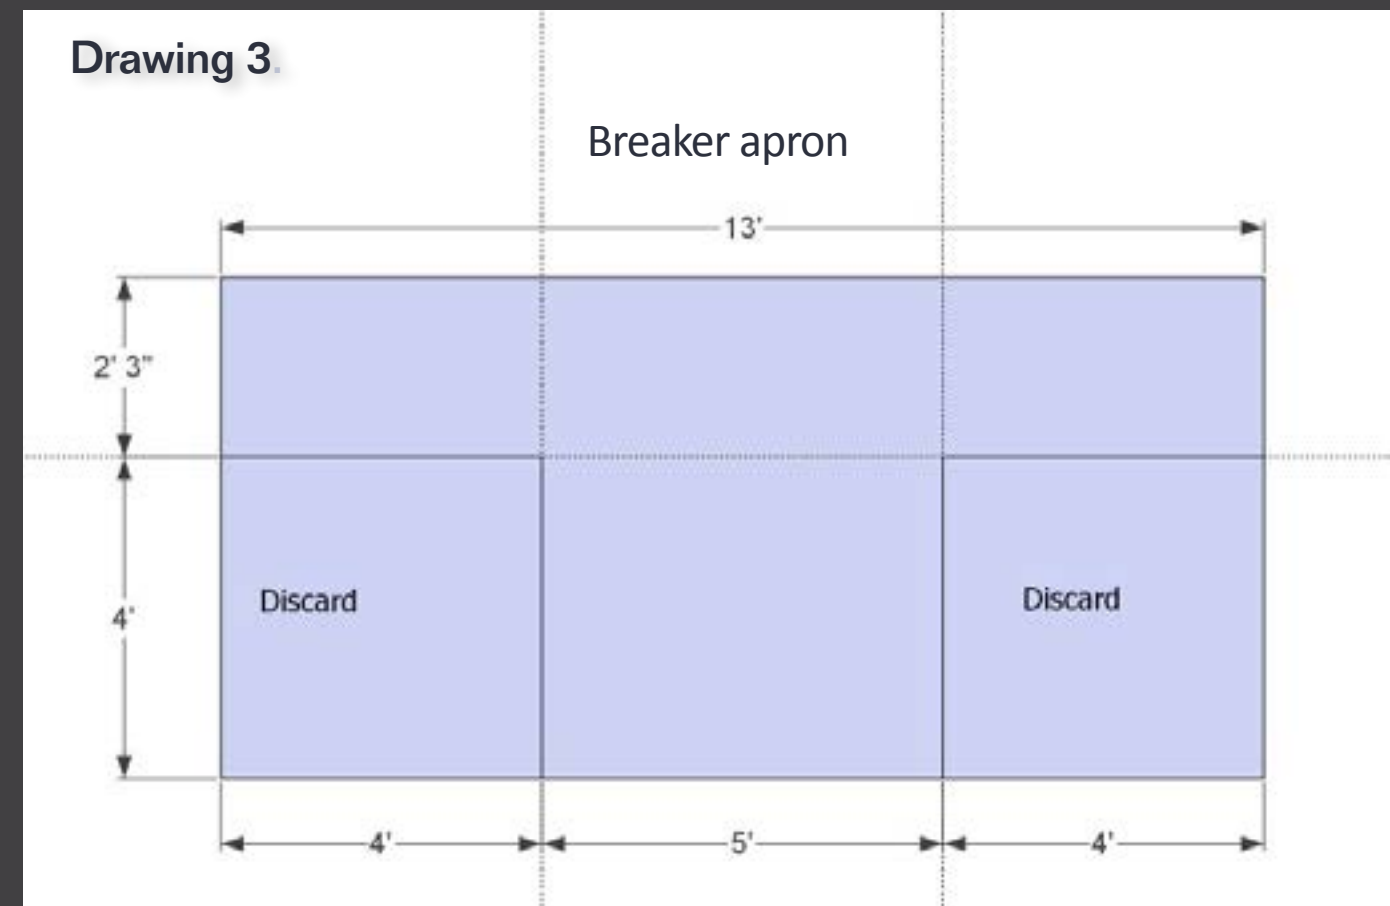 Drawing 3.
Breaker apron
13'
2' 3"
4'
Discard
Discard
4'
5'
4'